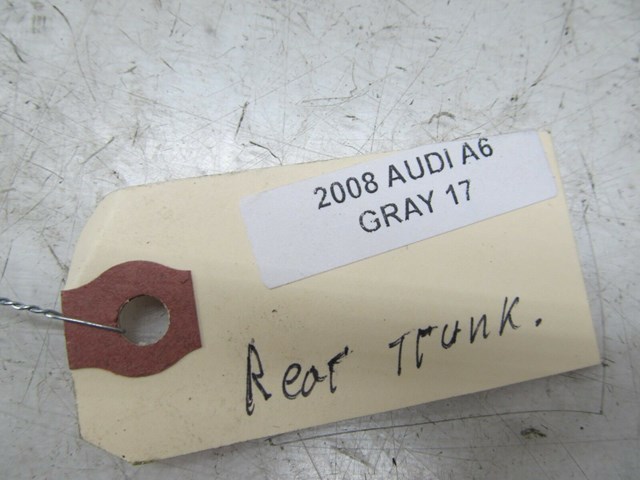 2008 AUDI A6
GRAY 17
Rear Trunk.